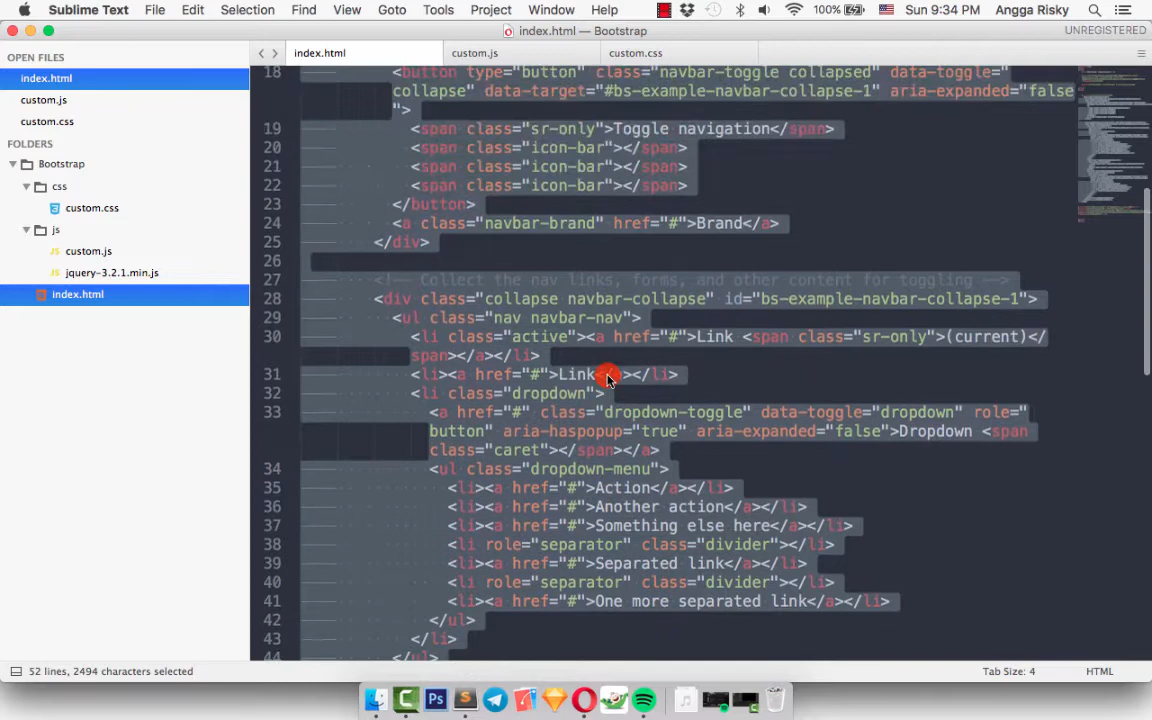 Sublime Text File Edit Selection Find View Goto Tools Project Window Help 100% Sun 9:34 PM Angga Risky
index.html — Bootstrap UNREGISTERED
OPEN FILES
index.html
custom.js
custom.css
FOLDERS
Bootstrap
css
custom.css
js
JS custom.js
JS jquery-3.2.1.min.js
index.html
index.html custom.js custom.css
18 <button type="button" class="navbar-toggle collapsed" data-toggle="
collapse" data-target="#bs-example-navbar-collapse-1" aria-expanded="false
">
19 <span class="sr-only">Toggle navigation</span>
20 <span class="icon-bar"></span>
21 <span class="icon-bar"></span>
22 <span class="icon-bar"></span>
23 </button>
24 <a class="navbar-brand" href="#">Brand</a>
25 </div>
26
27 <!-- Collect the nav links, forms, and other content for toggling -->
28 <div class="collapse navbar-collapse" id="bs-example-navbar-collapse-1">
29 <ul class="nav navbar-nav">
30 <li class="active"><a href="#">Link <span class="sr-only">(current)</
span></a></li>
31 <li><a href="#">Link</a></li>
32 <li class="dropdown">
33 <a href="#" class="dropdown-toggle" data-toggle="dropdown" role="
button" aria-haspopup="true" aria-expanded="false">Dropdown <span
class="caret"></span></a>
34 <ul class="dropdown-menu">
35 <li><a href="#">Action</a></li>
36 <li><a href="#">Another action</a></li>
37 <li><a href="#">Something else here</a></li>
38 <li role="separator" class="divider"></li>
39 <li><a href="#">Separated link</a></li>
40 <li role="separator" class="divider"></li>
41 <li><a href="#">One more separated link</a></li>
42 </ul>
43 </li>
44 </ul>
52 lines, 2494 characters selected Tab Size: 4 HTML
Ps